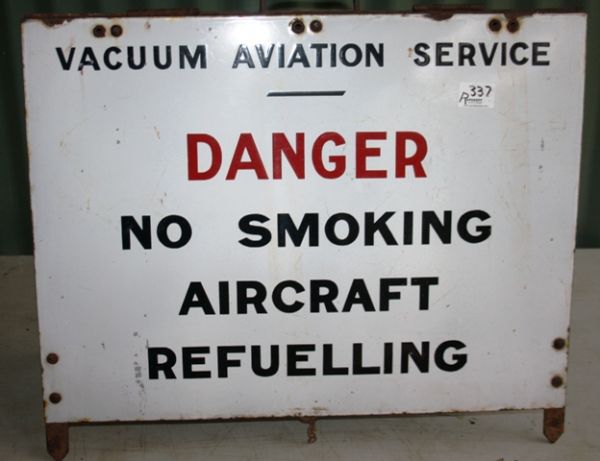 VACUUM AVIATION SERVICE
337
DANGER
NO SMOKING
AIRCRAFT
REFUELLING